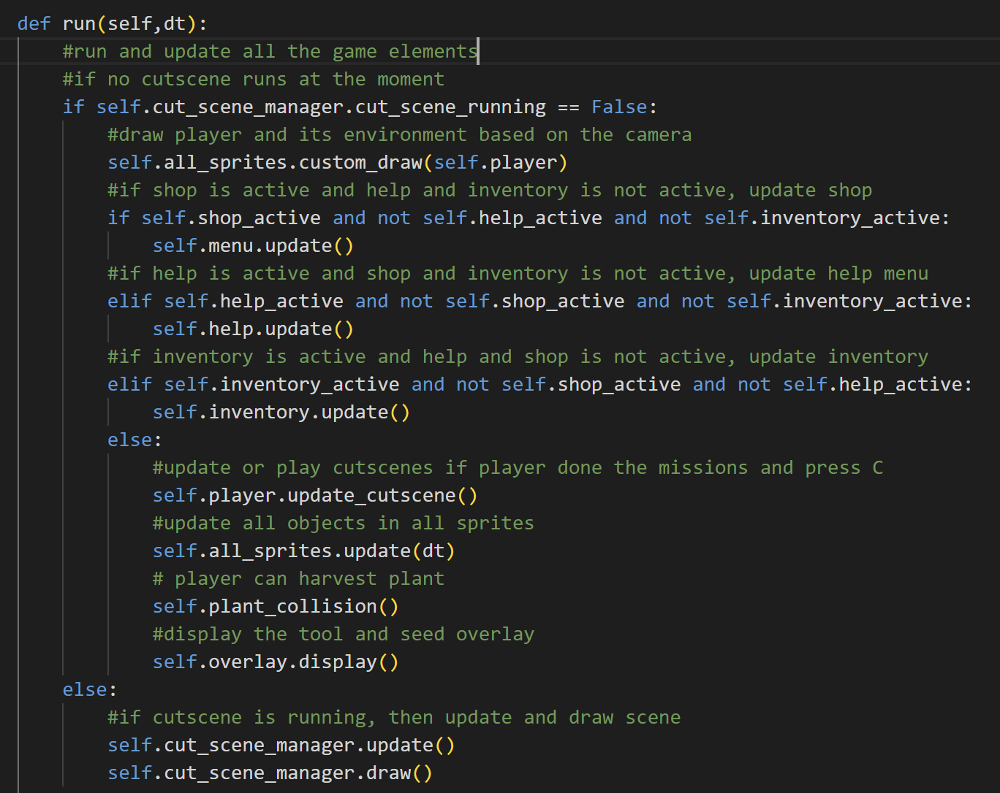 def run(self,dt):
    #run and update all the game elements
    #if no cutscene runs at the moment
    if self.cut_scene_manager.cut_scene_running == False:
        #draw player and its environment based on the camera
        self.all_sprites.custom_draw(self.player)
        #if shop is active and help and inventory is not active, update shop
        if self.shop_active and not self.help_active and not self.inventory_active:
            self.menu.update()
        #if help is active and shop and inventory is not active, update help menu
        elif self.help_active and not self.shop_active and not self.inventory_active:
            self.help.update()
        #if inventory is active and help and shop is not active, update inventory
        elif self.inventory_active and not self.shop_active and not self.help_active:
            self.inventory.update()
        else:
            #update or play cutscenes if player done the missions and press C
            self.player.update_cutscene()
            #update all objects in all sprites
            self.all_sprites.update(dt)
            # player can harvest plant
            self.plant_collision()
            #display the tool and seed overlay
            self.overlay.display()
    else:
        #if cutscene is running, then update and draw scene
        self.cut_scene_manager.update()
        self.cut_scene_manager.draw()